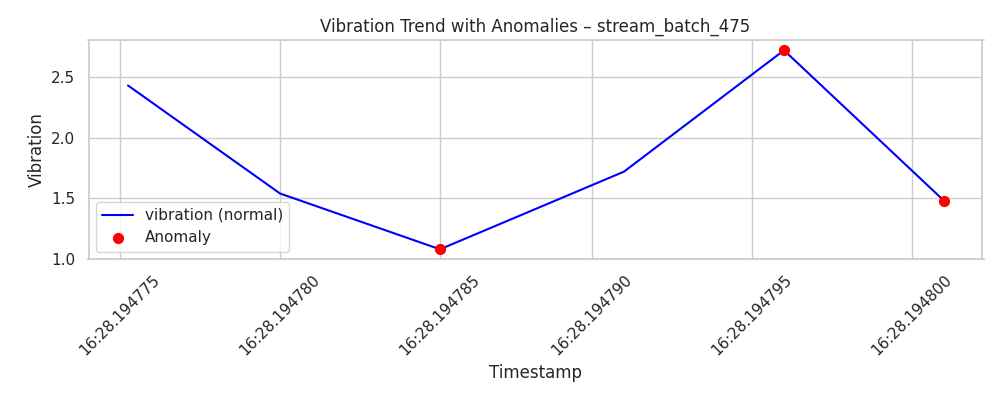 Vibration Trend with Anomalies – stream_batch_475
Vibration
2.5
2.0
1.5
1.0
vibration (normal)
Anomaly
16:28.194775
16:28.194780
16:28.194785
16:28.194790
16:28.194795
16:28.194800
Timestamp